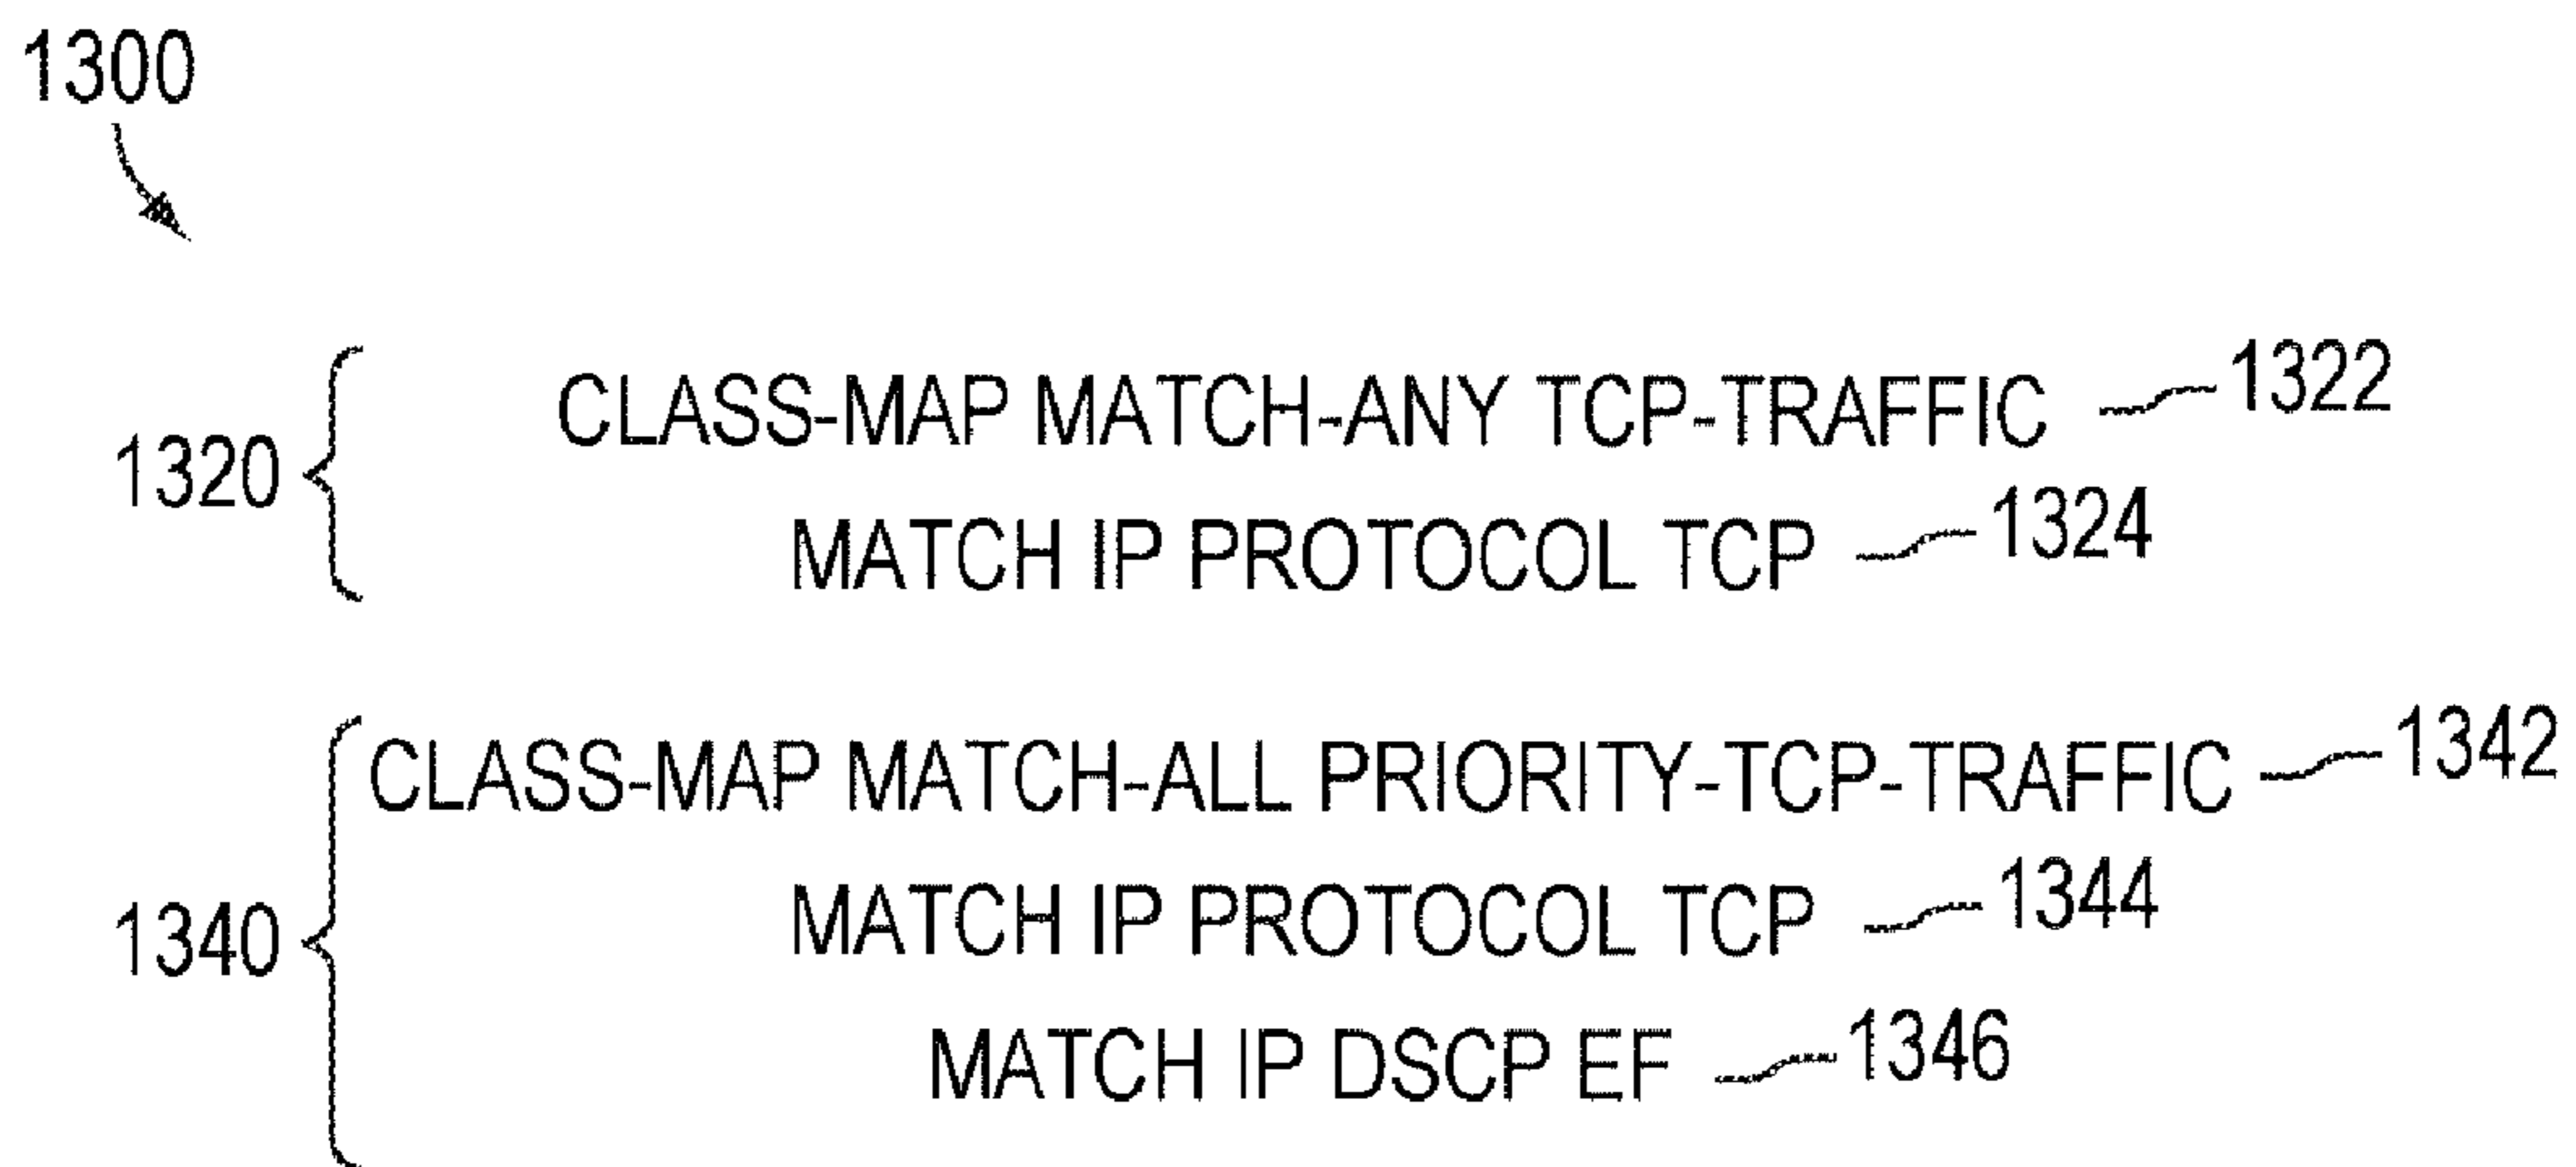 1300
CLASS-MAP MATCH-ANY TCP-TRAFFIC 1322
1320
MATCH IP PROTOCOL TCP 1324
CLASS-MAP MATCH-ALL PRIORITY-TCP-TRAFFIC 1342
MATCH IP PROTOCOL TCP 1344
1340
MATCH IP DSCP EF 1346